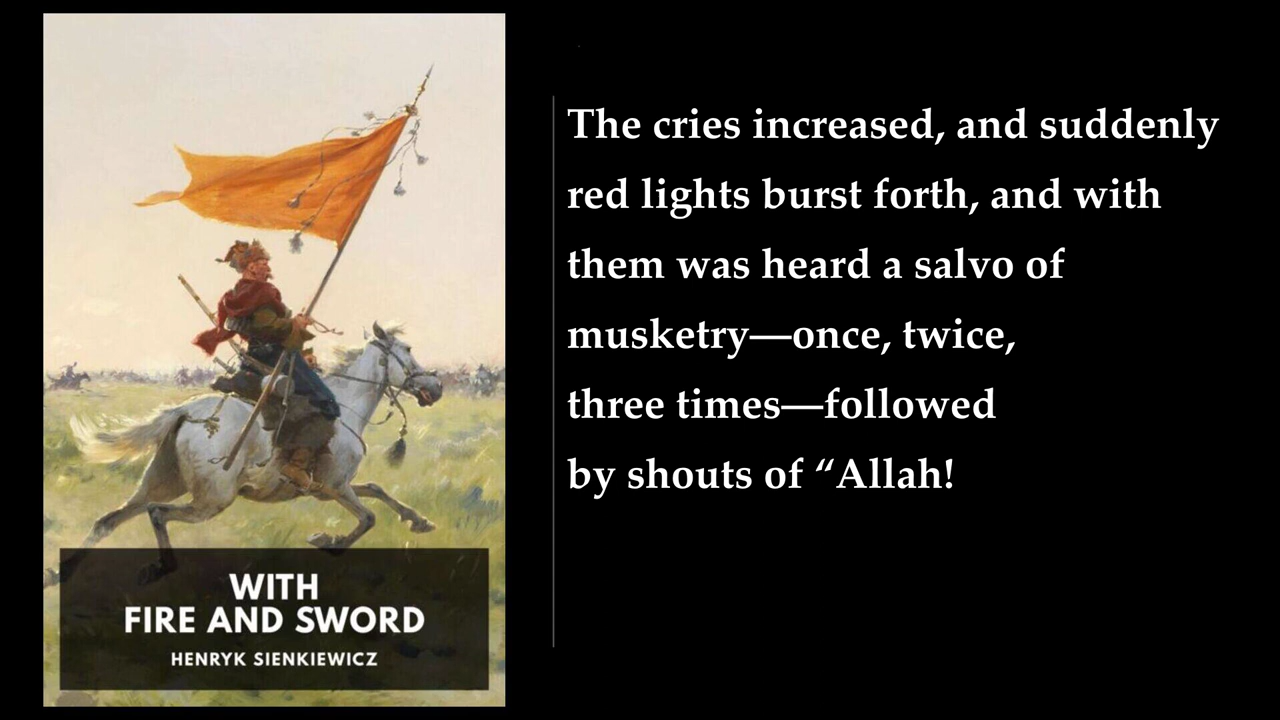 WITH
FIRE AND SWORD
HENRYK SIENKIEWICZ
The cries increased, and suddenly
red lights burst forth, and with
them was heard a salvo of
musketry—once, twice,
three times—followed
by shouts of “Allah!